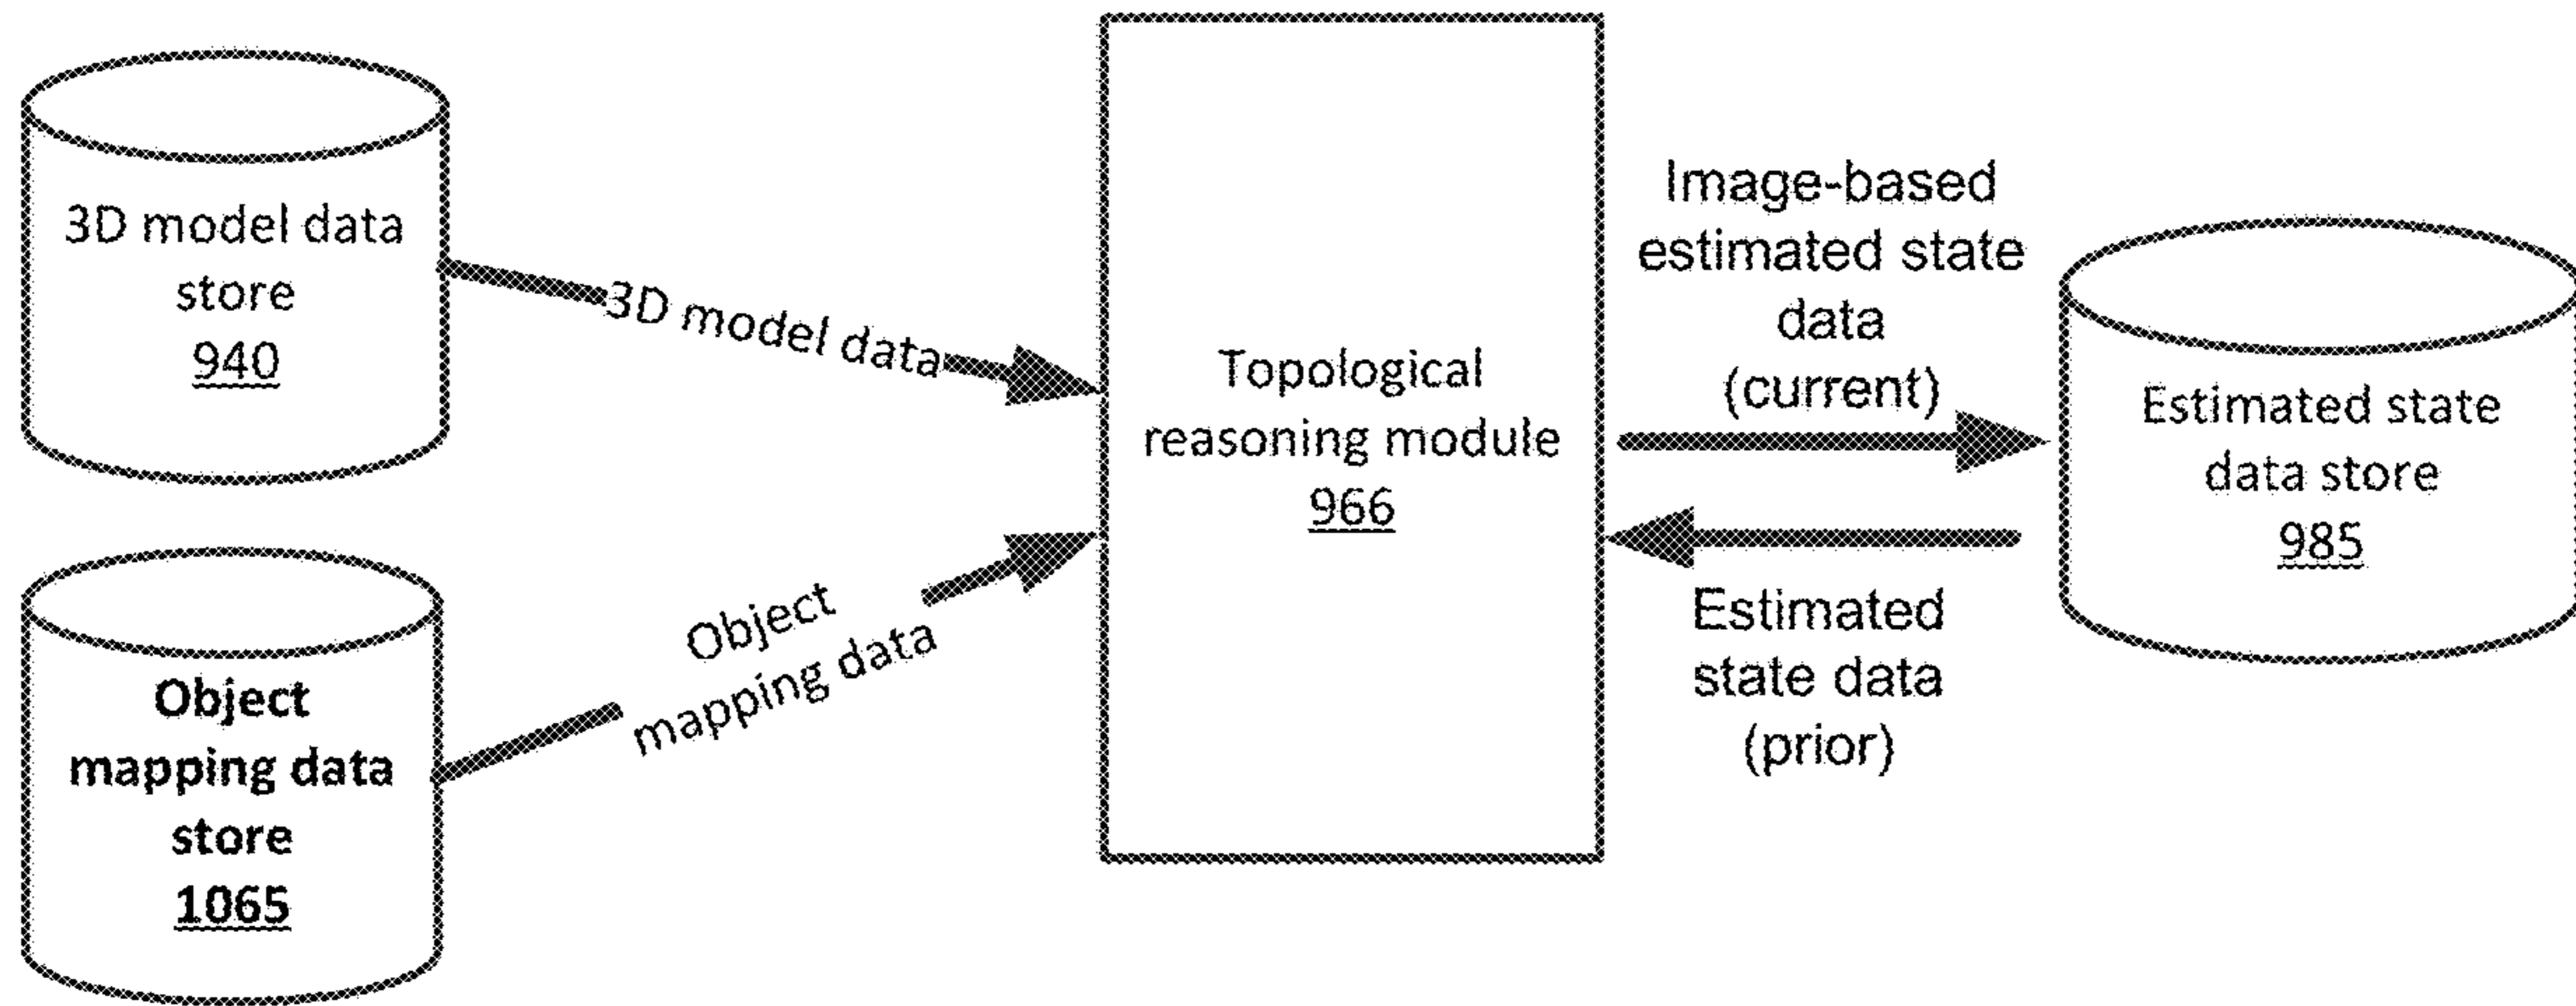 3D model data
store
940
3D model data
Object
mapping data
store
1065
Object
mapping data
Topological
reasoning module
966
Image-based
estimated state
data
(current)
Estimated
state data
(prior)
Estimated state
data store
985